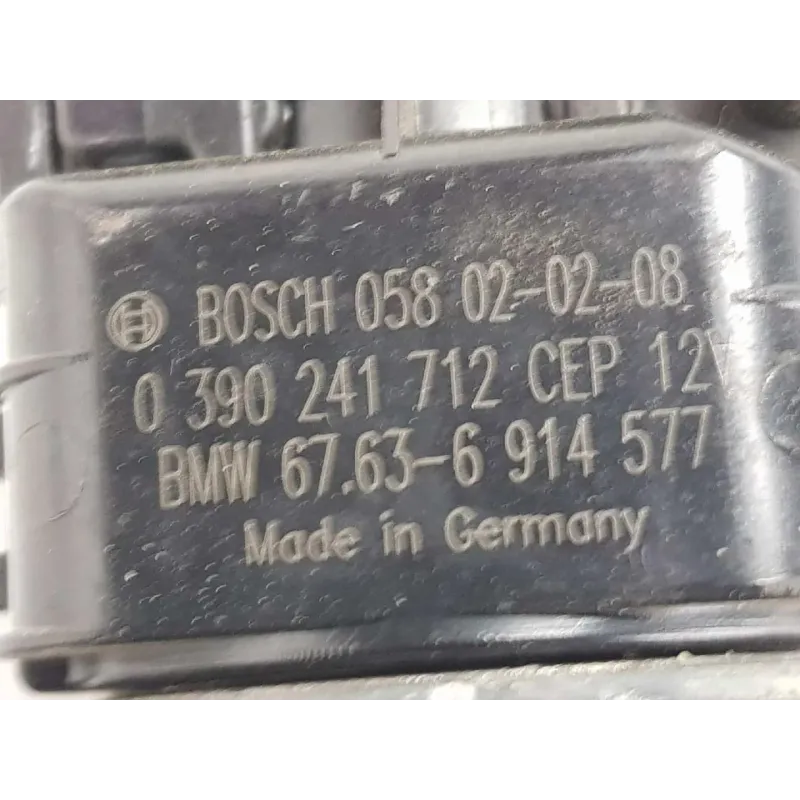 BOSCH 058 02-02-08
0 390 241 712 CEP 12V
BMW 67.63-6 914 577
Made in Germany